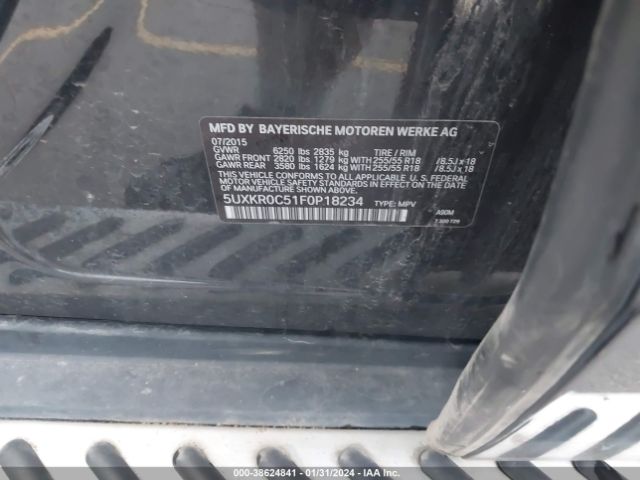 MFD BY BAYERISCHE MOTOREN WERKE AG
07/2015
GVWR 6250 lbs 2835 kg TIRE / RIM
GAWR FRONT 2820 lbs 1279 kg WITH 255/55 R18 /8.5J x 18
GAWR REAR 3580 lbs 1624 kg WITH 255/55 R18 /8.5J x 18
THIS VEHICLE CONFORMS TO ALL APPLICABLE U.S. FEDERAL
MOTOR VEHICLE SAFETY STANDARDS IN EFFECT ON THE
DATE OF MANUFACTURE SHOWN ABOVE.
5UXKR0C51F0P18234 TYPE: MPV A90M
000-38624841 / 01/31/2024 - IAA Inc.